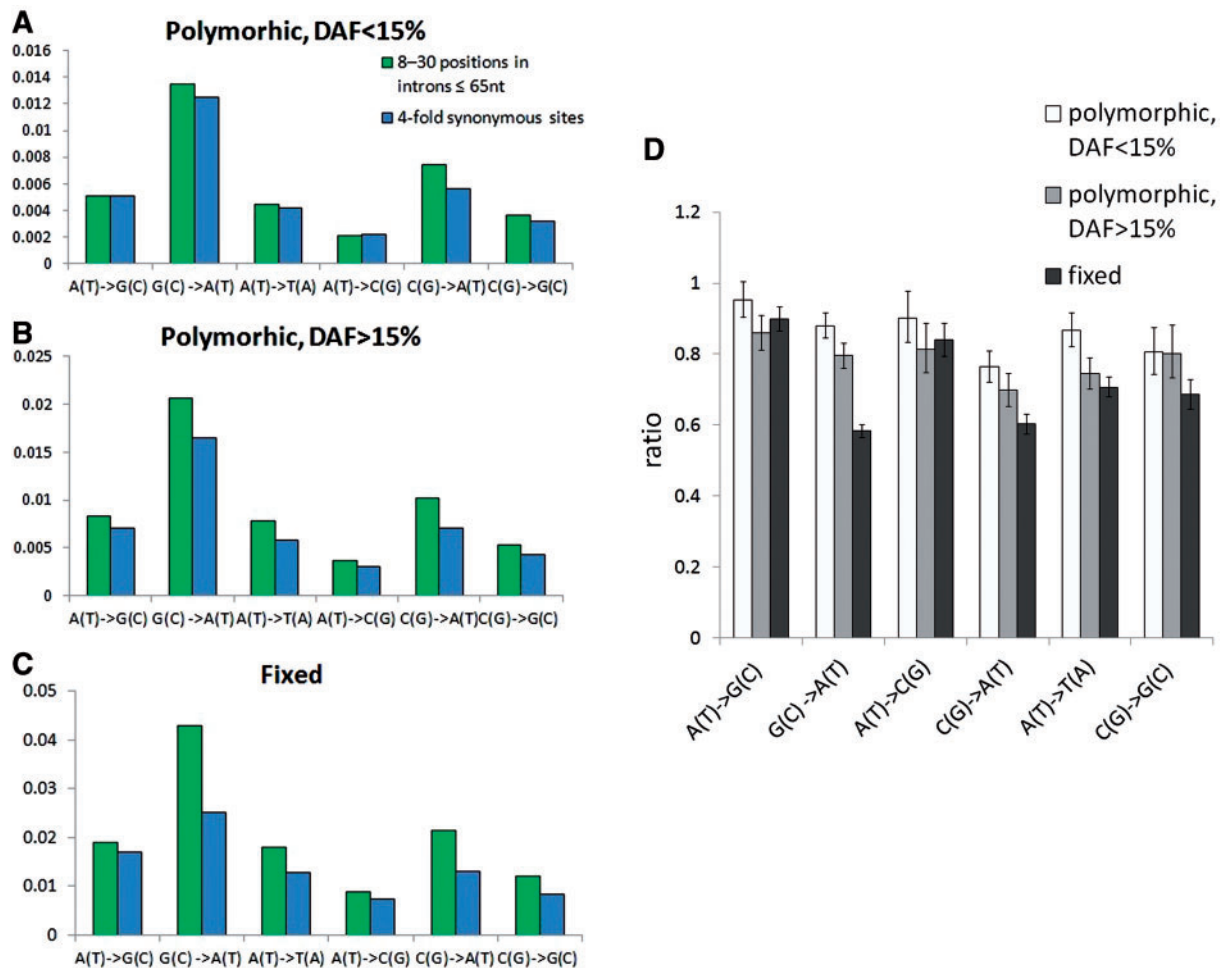 A
Polymorhic, DAF<15%
0.016
0.014
0.012
0.01
0.008
0.006
0.004
0.002
0
8–30 positions in
introns ≤ 65nt
4-fold synonymous sites
A(T)->G(C) G(C) ->A(T) A(T)->T(A) A(T)->C(G) C(G)->A(T) C(G)->G(C)
B
Polymorhic, DAF>15%
0.025
0.02
0.015
0.01
0.005
0
A(T)->G(C) G(C) ->A(T) A(T)->T(A) A(T)->C(G) C(G)->A(T) C(G)->G(C)
C
Fixed
0.05
0.04
0.03
0.02
0.01
0
A(T)->G(C) G(C) ->A(T) A(T)->T(A) A(T)->C(G) C(G)->A(T) C(G)->G(C)
D
polymorphic,
DAF<15%
polymorphic,
DAF>15%
fixed
ratio
1.2
1
0.8
0.6
0.4
0.2
0
A(T)->G(C)
G(C) ->A(T)
A(T)->C(G)
C(G)->A(T)
A(T)->T(A)
C(G)->G(C)